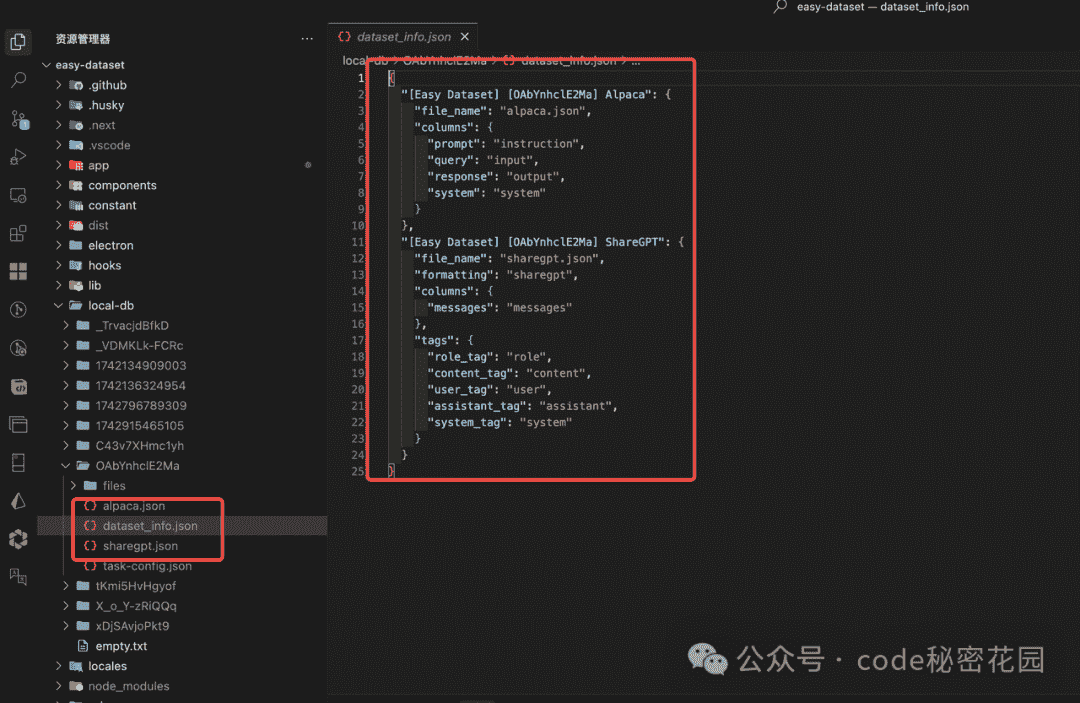 easy-dataset — dataset_info.json
资源管理器
...
easy-dataset
.github
.husky
.next
.vscode
app
components
constant
dist
electron
hooks
lib
local-db
_TrvacjdBfkD
_VDMKLk-FCRc
1742134909003
1742136324954
1742796789309
1742915465105
C43v7XHmc1yh
OAbYnhclE2Ma
files
{} alpaca.json
{} dataset_info.json
{} sharegpt.json
{} task-config.json
tKmi5HvHgyof
X_o_Y-zRiQQq
xDjSAvjoPkt9
empty.txt
locales
node_modules
{} dataset_info.json ×
local-db > OAbYnhclE2Ma > {} dataset_info.json > ...
1 {
2 "[Easy Dataset] [OAbYnhclE2Ma] Alpaca": {
3 "file_name": "alpaca.json",
4 "columns": {
5 "prompt": "instruction",
6 "query": "input",
7 "response": "output",
8 "system": "system"
9 }
10 },
11 "[Easy Dataset] [OAbYnhclE2Ma] ShareGPT": {
12 "file_name": "sharegpt.json",
13 "formatting": "sharegpt",
14 "columns": {
15 "messages": "messages"
16 },
17 "tags": {
18 "role_tag": "role",
19 "content_tag": "content",
20 "user_tag": "user",
21 "assistant_tag": "assistant",
22 "system_tag": "system"
23 }
24 }
25 }
公众号 · code秘密花园